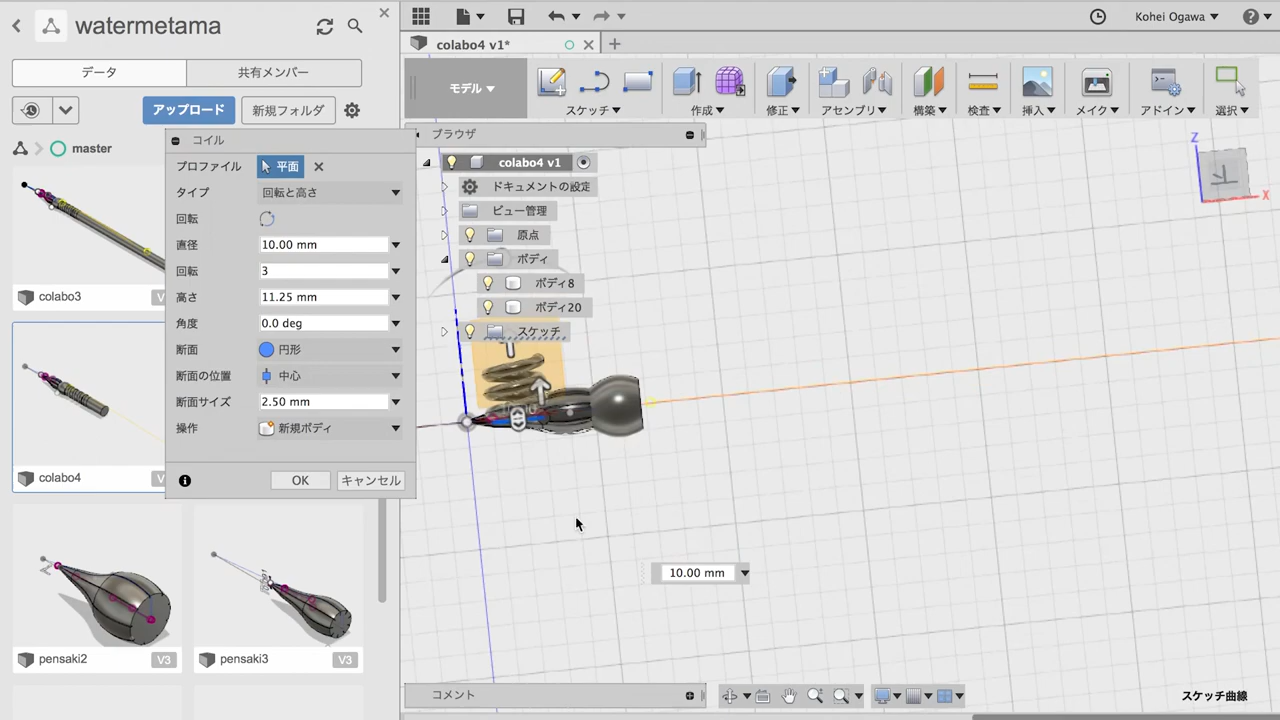 watermetama
データ
共有メンバー
アップロード
新規フォルダ
master
colabo3
colabo4
pensaki2
V3
pensaki3
V3
コイル
プロファイル
平面
タイプ
回転と高さ
回転
直径
10.00 mm
回転
3
高さ
11.25 mm
角度
0.0 deg
断面
円形
断面の位置
中心
断面サイズ
2.50 mm
操作
新規ボディ
OK
キャンセル
Kohei Ogawa
colabo4 v1*
モデル
スケッチ
作成
修正
アセンブリ
構築
検査
挿入
メイク
アドイン
選択
ブラウザ
colabo4 v1
ドキュメントの設定
ビュー管理
原点
ボディ
ボディ8
ボディ20
スケッチ
Z
X
下
10.00 mm
コメント
スケッチ曲線